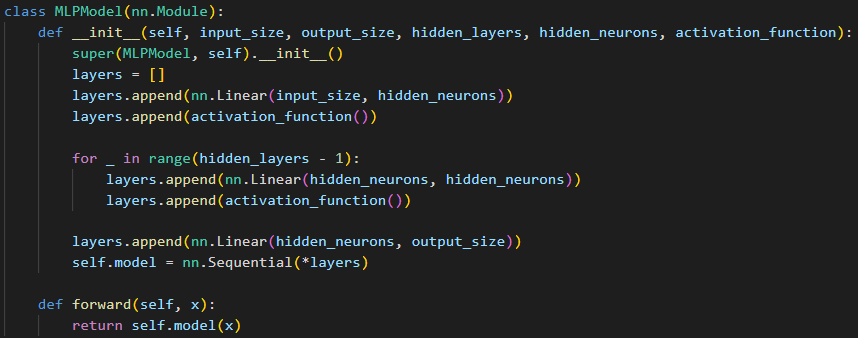 class MLPModel(nn.Module):
    def __init__(self, input_size, output_size, hidden_layers, hidden_neurons, activation_function):
        super(MLPModel, self).__init__()
        layers = []
        layers.append(nn.Linear(input_size, hidden_neurons))
        layers.append(activation_function())

        for _ in range(hidden_layers - 1):
            layers.append(nn.Linear(hidden_neurons, hidden_neurons))
            layers.append(activation_function())

        layers.append(nn.Linear(hidden_neurons, output_size))
        self.model = nn.Sequential(*layers)

    def forward(self, x):
        return self.model(x)